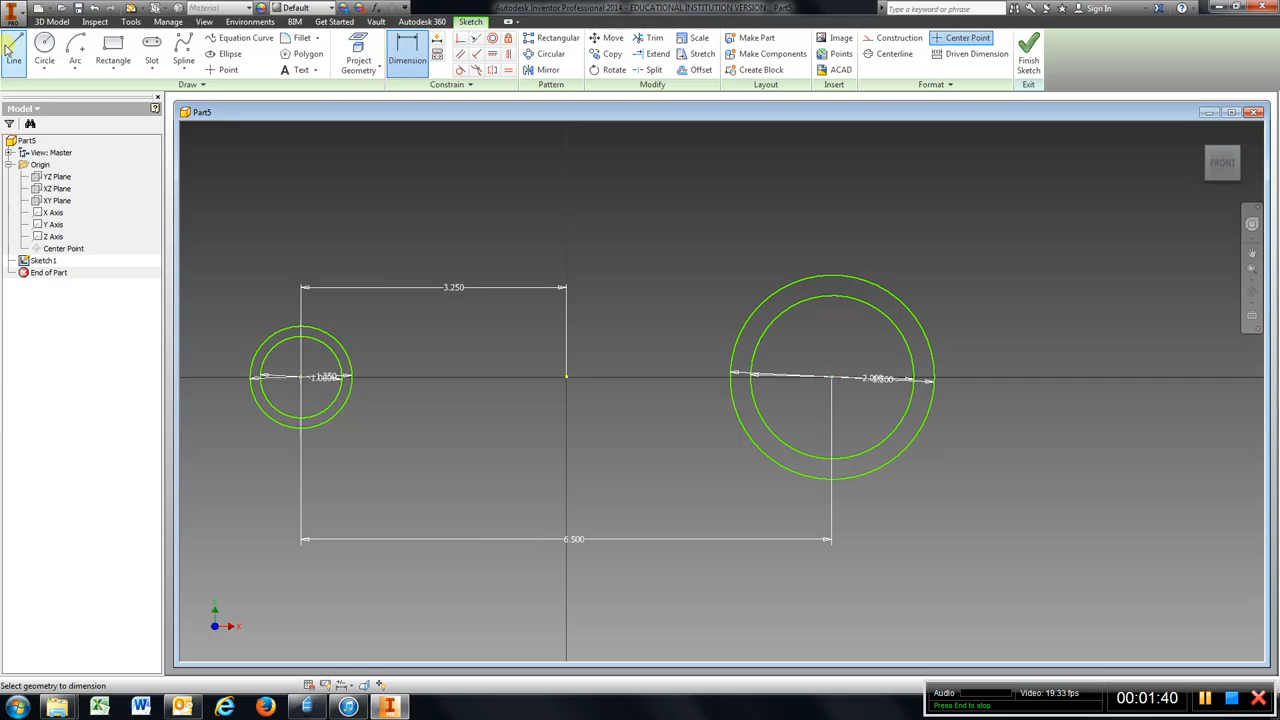 Material
Default
Autodesk Inventor Professional 2014 - EDUCATIONAL INSTITUTION VERSION Part5
Search Help & Commands...
Sign In
PRO
3D Model
Inspect
Tools
Manage
View
Environments
BIM
Get Started
Vault
Autodesk 360
Sketch
Line
Circle
Arc
Rectangle
Slot
Spline
Equation Curve
Ellipse
Point
Fillet
Polygon
Text
Project Geometry
Dimension
Rectangular
Circular
Mirror
Move
Copy
Rotate
Trim
Extend
Split
Scale
Stretch
Offset
Make Part
Make Components
Create Block
Image
Points
ACAD
Construction
Centerline
Center Point
Driven Dimension
Finish Sketch
Draw
Constrain
Pattern
Modify
Layout
Insert
Format
Exit
Model
Part5
View: Master
Origin
YZ Plane
XZ Plane
XY Plane
X Axis
Y Axis
Z Axis
Center Point
Sketch1
End of Part
Part5
FRONT
3.250
6.500
Y
X
Select geometry to dimension
Audio
Video: 19.33 fps
Press End to stop
00:01:40